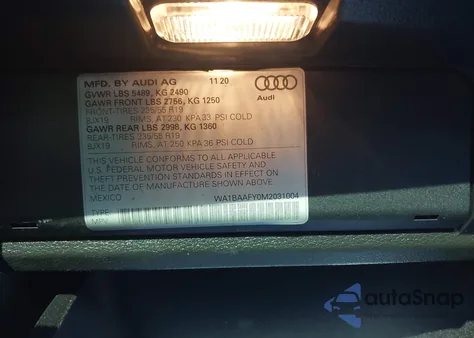 MFD. BY AUDI AG 11.20
GVWR LBS 5489, KG 2490
GAWR FRONT LBS 2756, KG 1250
FRONT-TIRES 235/55 R19
8JX19 RIMS, AT 230 KPA 33 PSI COLD
GAWR REAR LBS 2998, KG 1360
REAR-TIRES 235/55 R19
8JX19 RIMS, AT 250 KPA 36 PSI COLD
THIS VEHICLE CONFORMS TO ALL APPLICABLE
U.S. FEDERAL MOTOR VEHICLE SAFETY AND
THEFT PREVENTION STANDARDS IN EFFECT ON
THE DATE OF MANUFACTURE SHOWN ABOVE.
MEXICO WA1BAAFY0M2031004
TYPE
Audi
autoSnap